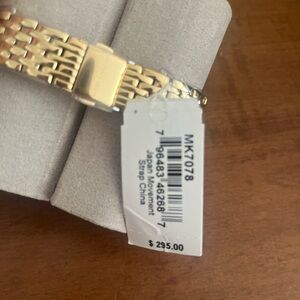 MK7078
7 96483 46268 7
Japan Movement
Strap China
$ 295.00